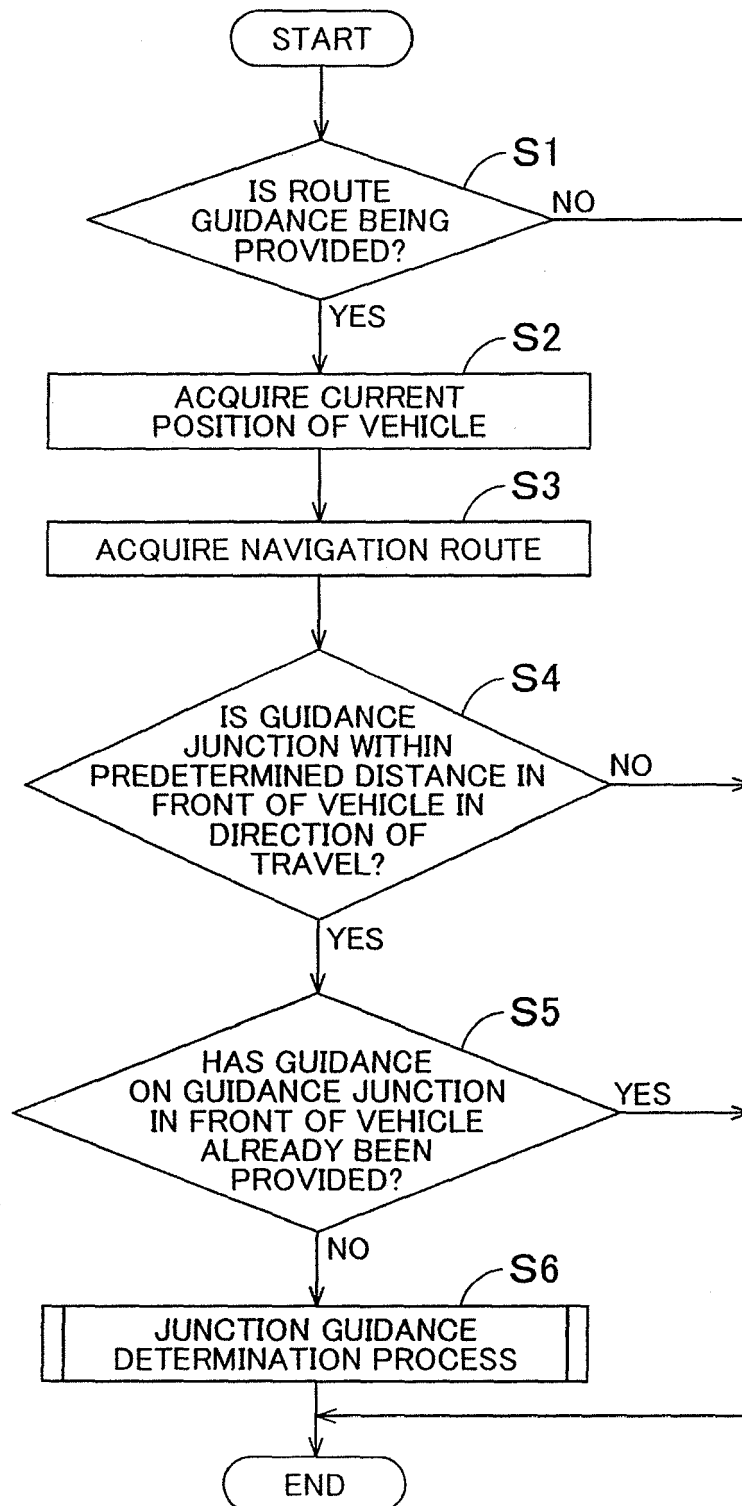 START
S1
IS ROUTE
GUIDANCE BEING
PROVIDED?
NO
YES
S2
ACQUIRE CURRENT
POSITION OF VEHICLE
S3
ACQUIRE NAVIGATION ROUTE
S4
IS GUIDANCE
JUNCTION WITHIN
PREDETERMINED DISTANCE IN
FRONT OF VEHICLE IN
DIRECTION OF
TRAVEL?
NO
YES
S5
HAS GUIDANCE
ON GUIDANCE JUNCTION
IN FRONT OF VEHICLE
ALREADY BEEN
PROVIDED?
YES
NO
S6
JUNCTION GUIDANCE
DETERMINATION PROCESS
END